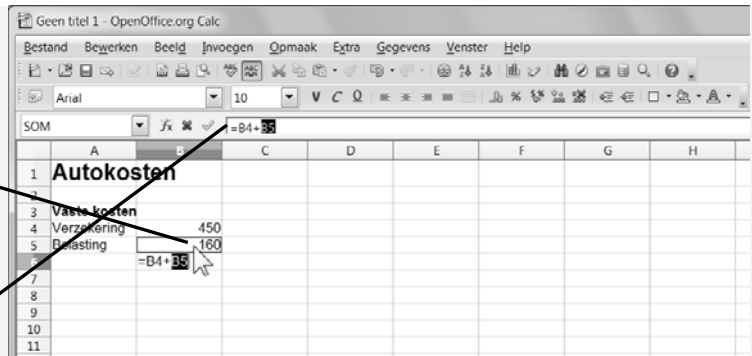 Geen titel 1 - OpenOffice.org Calc
Bestand Bewerken Beeld Invoegen Opmaak Extra Gegevens Venster Help
Arial 10 V C O
SOM =B4+B5
A B C D E F G H
1 Autokosten
2
3 Vaste kosten
4 Verzekering 450
5 Belasting 160
6 =B4+B5
7
8
9
10
11